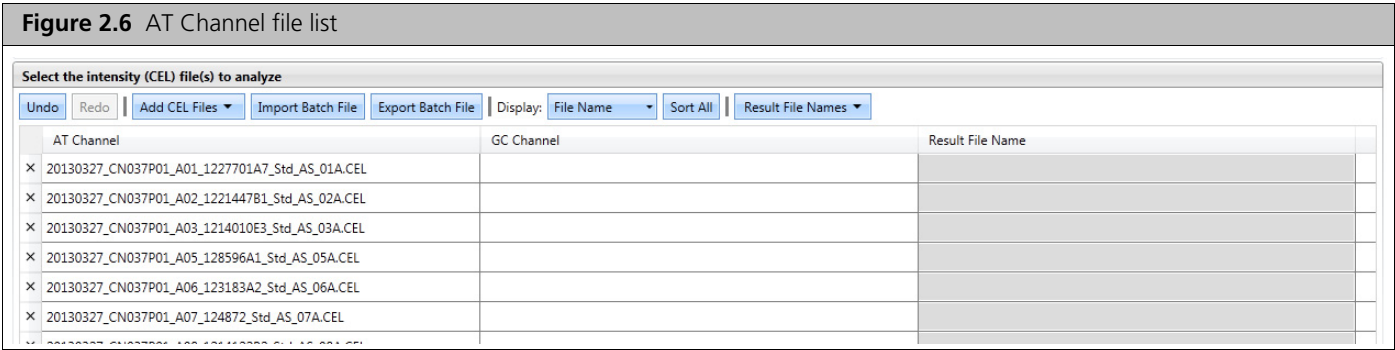 Figure 2.6 AT Channel file list
Select the intensity (CEL) file(s) to analyze
Undo Redo Add CEL Files Import Batch File Export Batch File Display: File Name Sort All Result File Names
AT Channel GC Channel Result File Name
× 20130327_CN037P01_A01_1227701A7_Std_AS_01A.CEL
× 20130327_CN037P01_A02_1221447B1_Std_AS_02A.CEL
× 20130327_CN037P01_A03_1214010E3_Std_AS_03A.CEL
× 20130327_CN037P01_A05_128596A1_Std_AS_05A.CEL
× 20130327_CN037P01_A06_123183A2_Std_AS_06A.CEL
× 20130327_CN037P01_A07_124872_Std_AS_07A.CEL